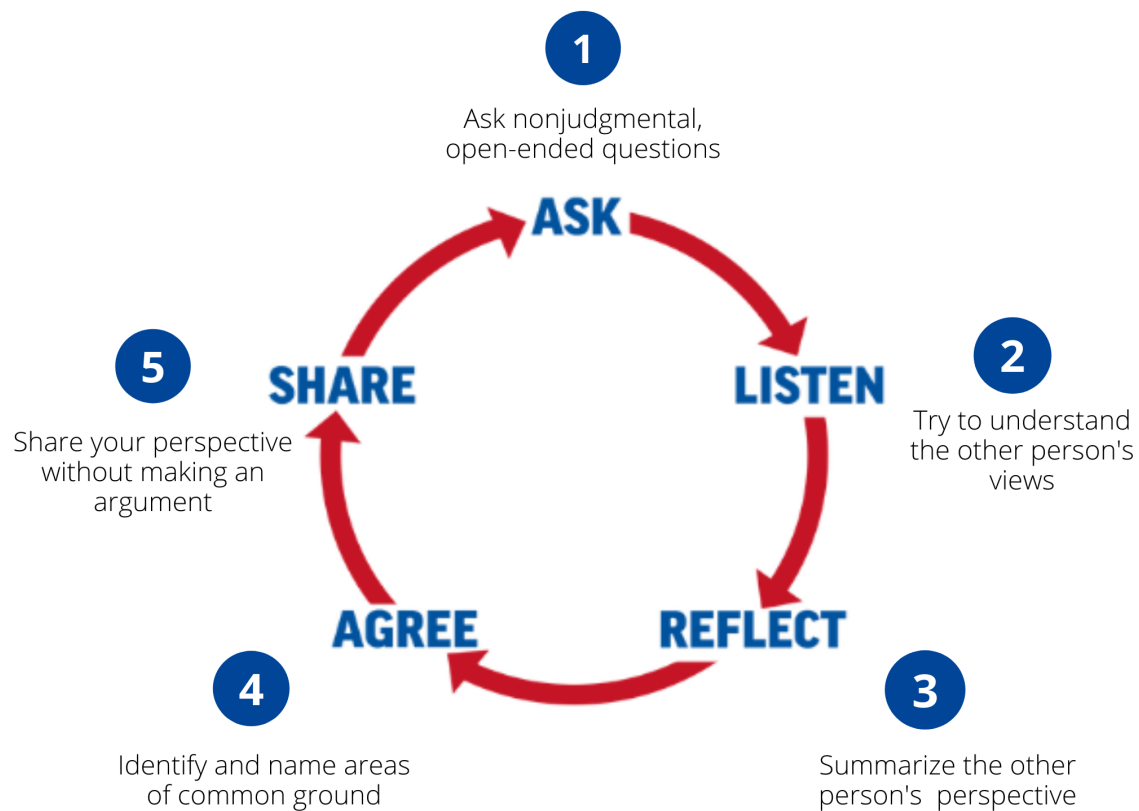 1
Ask nonjudgmental,
open-ended questions
ASK
2
LISTEN
Try to understand
the other person's
views
3
REFLECT
Summarize the other
person's  perspective
4
AGREE
Identify and name areas
of common ground
5
SHARE
Share your perspective
without making an
argument